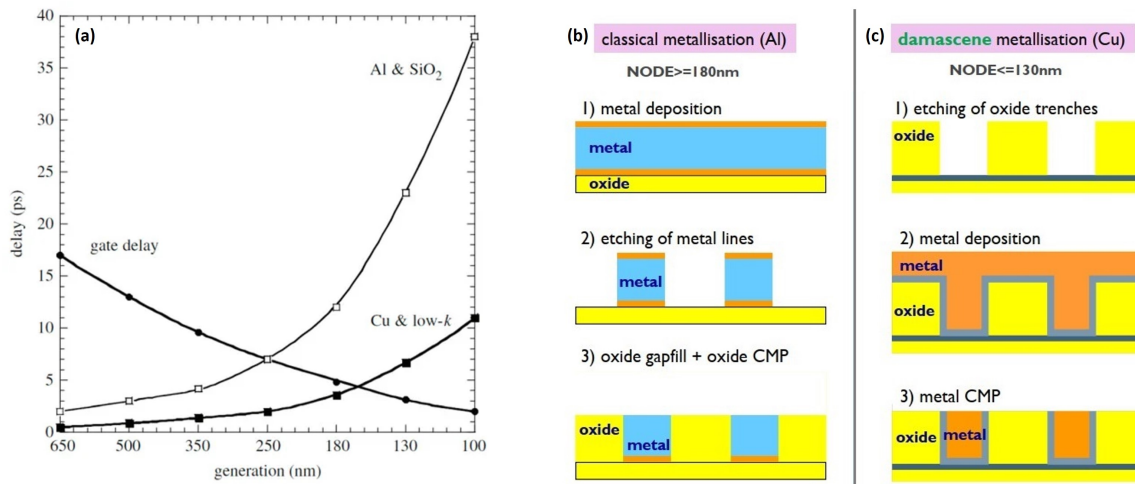 (a)
40
35
30
25
20
15
10
5
0
delay (ps)
Al & SiO₂
gate delay
Cu & low-k
650 500 350 250 180 130 100
generation (nm)
(b) classical metallisation (Al)
NODE>=180nm
1) metal deposition
metal
oxide
2) etching of metal lines
metal
3) oxide gapfill + oxide CMP
oxide
metal
(c) damascene metallisation (Cu)
NODE<=130nm
1) etching of oxide trenches
oxide
2) metal deposition
metal
oxide
3) metal CMP
oxide metal